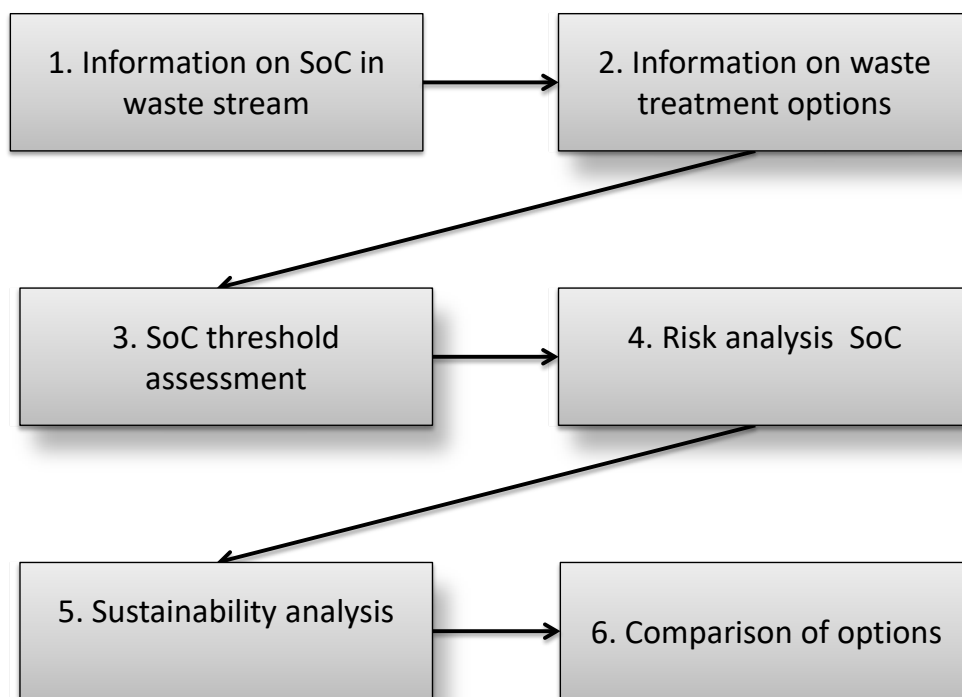 1. Information on SoC in
waste stream
2. Information on waste
treatment options
3. SoC threshold
assessment
4. Risk analysis  SoC
5. Sustainability analysis
6. Comparison of options